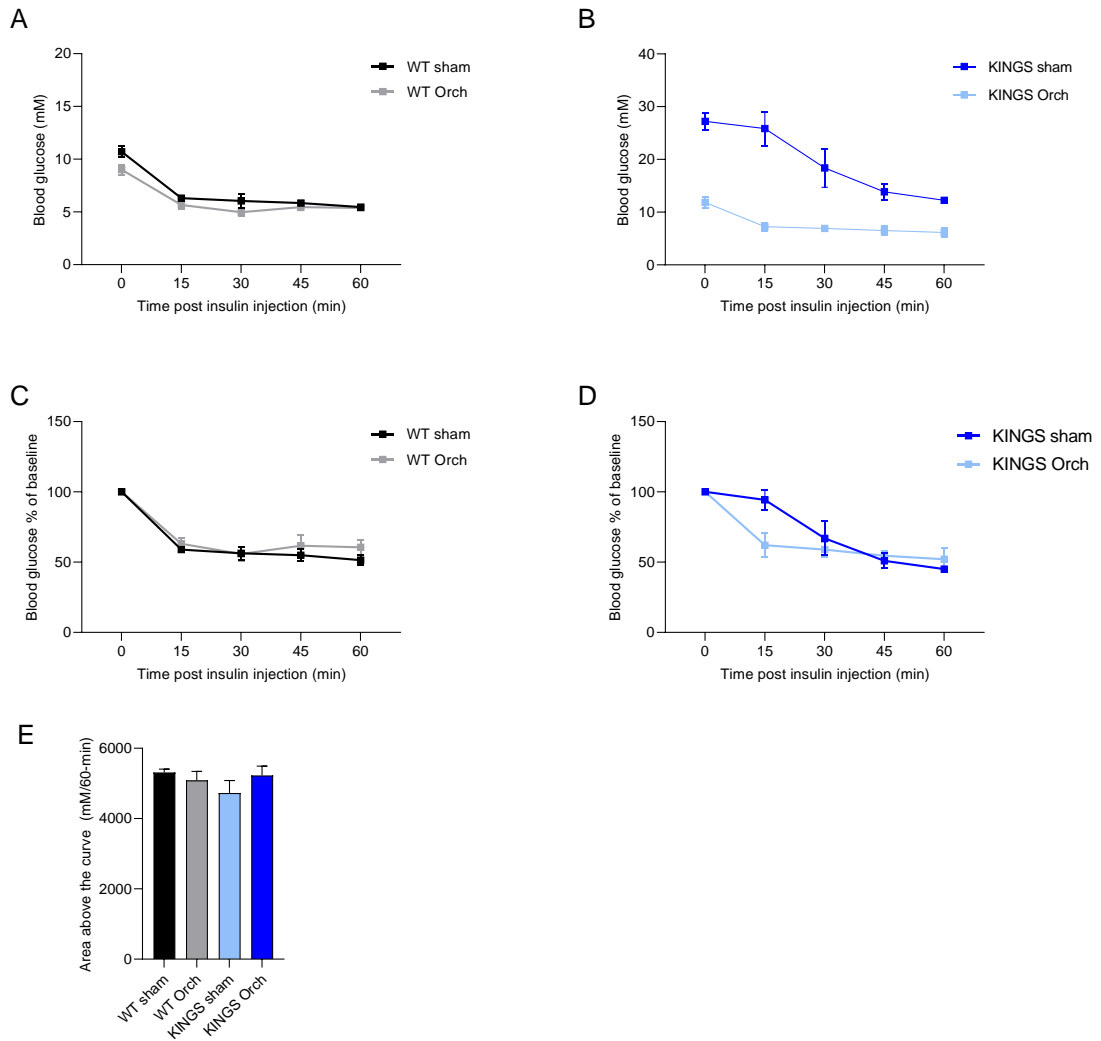 A
20
15
10
5
0
Blood glucose (mM)
0 15 30 45 60
Time post insulin injection (min)
WT sham
WT Orch
B
40
30
20
10
0
Blood glucose (mM)
0 15 30 45 60
Time post insulin injection (min)
KINGS sham
KINGS Orch
C
150
100
50
0
Blood glucose % of baseline
0 15 30 45 60
Time post insulin injection (min)
WT sham
WT Orch
D
150
100
50
0
Blood glucose % of baseline
0 15 30 45 60
Time post insulin injection (min)
KINGS sham
KINGS Orch
E
6000
4000
2000
0
Area above the curve (mM/60-min)
WT sham
WT Orch
KINGS sham
KINGS Orch